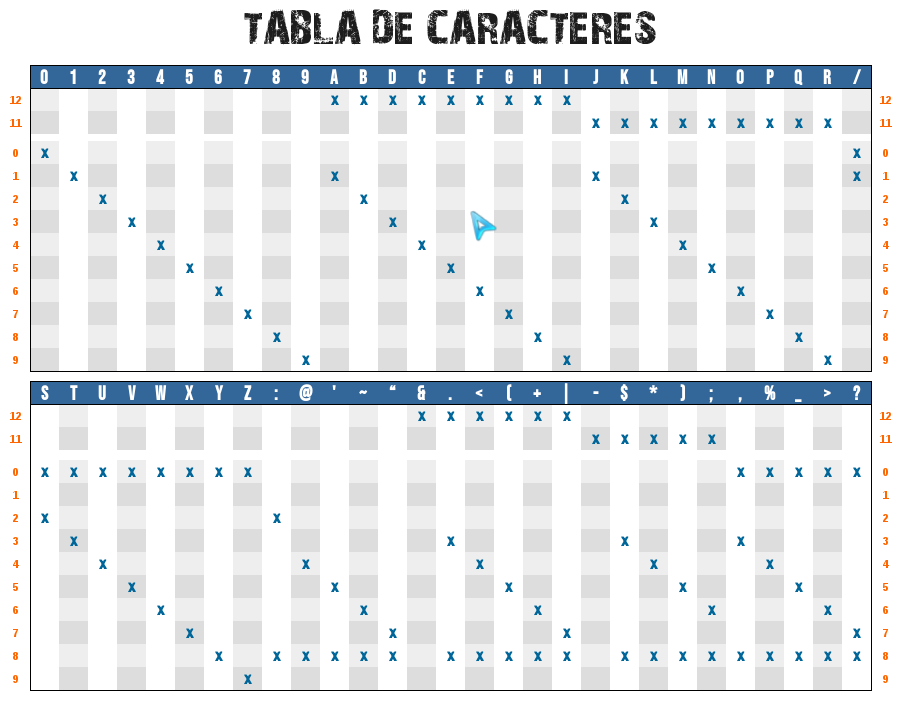 TABLA DE CARACTERES
0 1 2 3 4 5 6 7 8 9 A B D C E F G H I J K L M N O P Q R /
12 X X X X X X X X X 12
11 X X X X X X X X X 11
0 X X 0
1 X X X X 1
2 X X X 2
3 X X X 3
4 X X X 4
5 X X X 5
6 X X X 6
7 X X X 7
8 X X X 8
9 X X X 9
S T U V W X Y Z : @ ' ~ “ & . < ( + | - $ * ) ; , % _ > ?
12 X X X X X X 12
11 X X X X X 11
0 X X X X X X X X X X X X X 0
1 1
2 X X 2
3 X X X X 3
4 X X X X X 4
5 X X X X X 5
6 X X X X X 6
7 X X X X 7
8 X X X X X X X X X X X X X X X X X X X 8
9 X 9